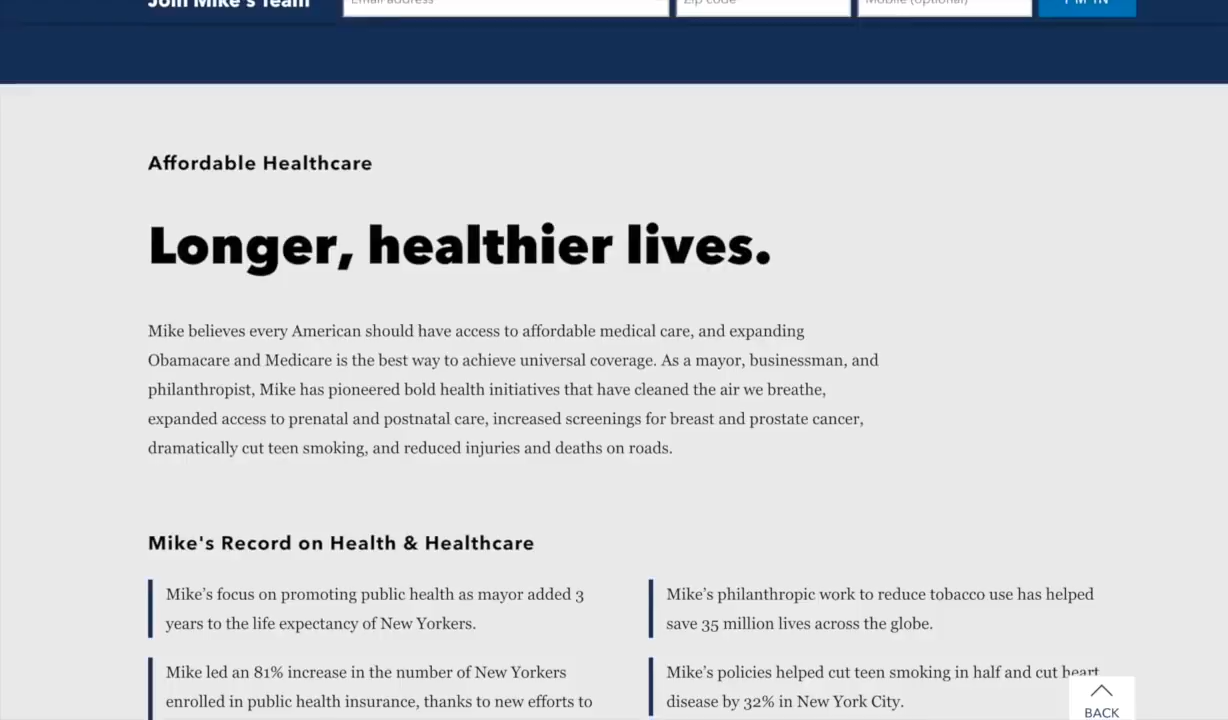 Join Mike's Team
Email address
Zip code
Mobile (optional)
I'M IN
Affordable Healthcare
Longer, healthier lives.
Mike believes every American should have access to affordable medical care, and expanding
Obamacare and Medicare is the best way to achieve universal coverage. As a mayor, businessman, and
philanthropist, Mike has pioneered bold health initiatives that have cleaned the air we breathe,
expanded access to prenatal and postnatal care, increased screenings for breast and prostate cancer,
dramatically cut teen smoking, and reduced injuries and deaths on roads.
Mike's Record on Health & Healthcare
Mike's focus on promoting public health as mayor added 3
years to the life expectancy of New Yorkers.
Mike led an 81% increase in the number of New Yorkers
enrolled in public health insurance, thanks to new efforts to
Mike's philanthropic work to reduce tobacco use has helped
save 35 million lives across the globe.
Mike's policies helped cut teen smoking in half and cut heart
disease by 32% in New York City.
BACK